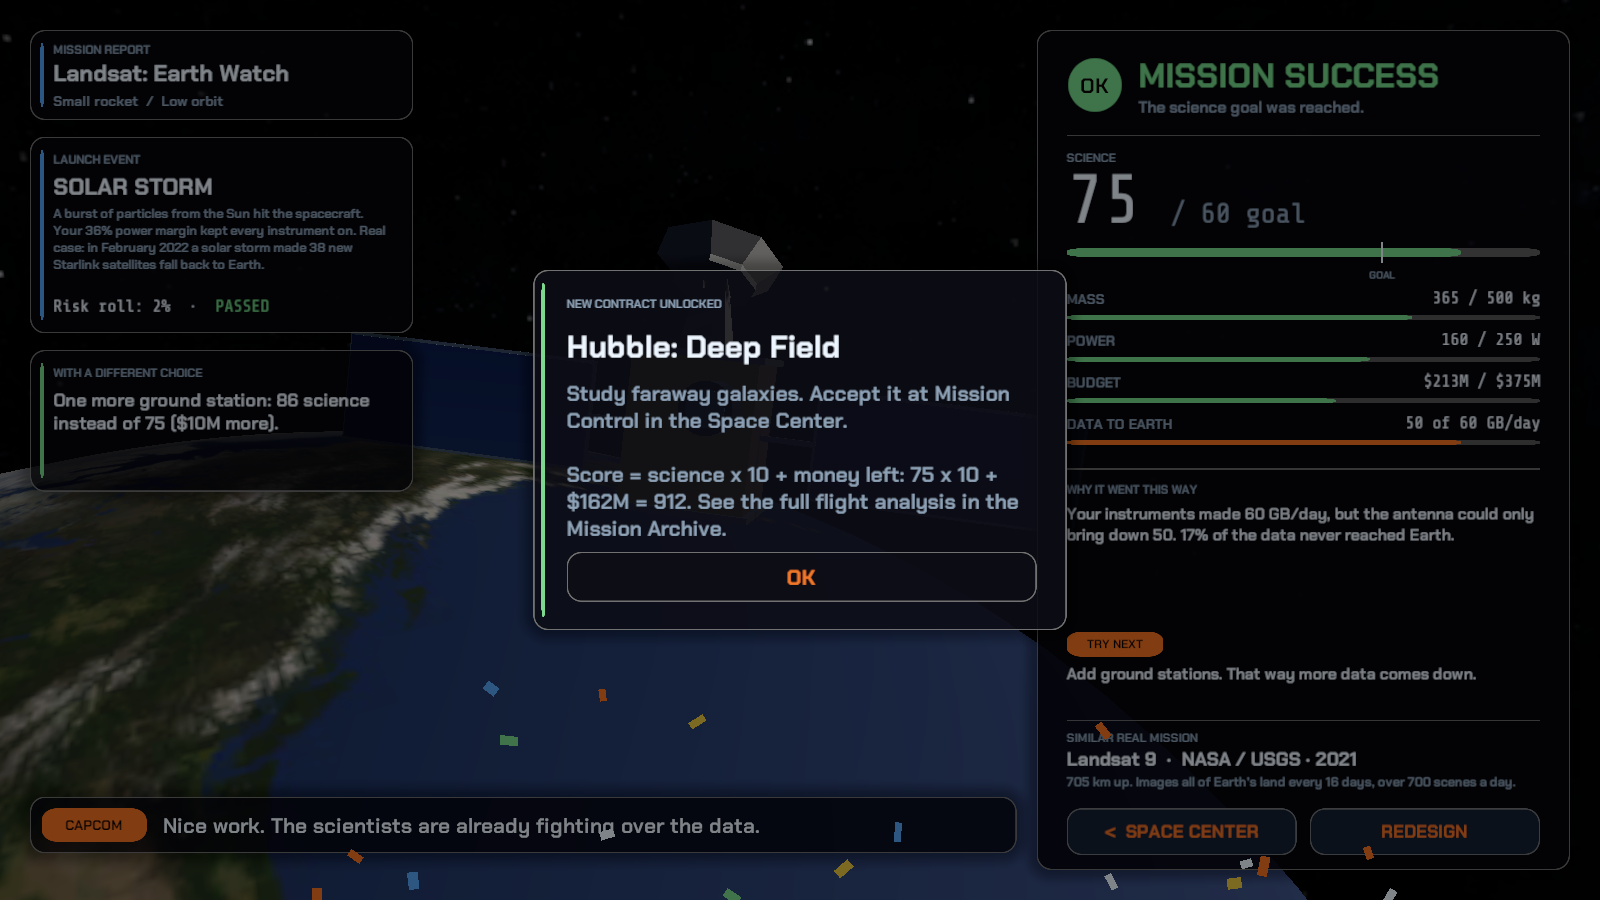 MISSION REPORT
Landsat: Earth Watch
Small rocket / Low orbit
LAUNCH EVENT
SOLAR STORM
A burst of particles from the Sun hit the spacecraft.
Your 36% power margin kept every instrument on. Real
case: in February 2022 a solar storm made 38 new
Starlink satellites fall back to Earth.
Risk roll: 2% · PASSED
WITH A DIFFERENT CHOICE
One more ground station: 86 science
instead of 75 ($10M more).
NEW CONTRACT UNLOCKED
Hubble: Deep Field
Study faraway galaxies. Accept it at Mission
Control in the Space Center.
Score = science x 10 + money left: 75 x 10 +
$162M = 912. See the full flight analysis in the
Mission Archive.
OK
OK
MISSION SUCCESS
The science goal was reached.
SCIENCE
75 / 60 goal
GOAL
MASS 365 / 500 kg
POWER 160 / 250 W
BUDGET $213M / $375M
DATA TO EARTH 50 of 60 GB/day
WHY IT WENT THIS WAY
Your instruments made 60 GB/day, but the antenna could only
bring down 50. 17% of the data never reached Earth.
TRY NEXT
Add ground stations. That way more data comes down.
SIMILAR REAL MISSION
Landsat 9 · NASA / USGS · 2021
705 km up. Images all of Earth's land every 16 days, over 700 scenes a day.
< SPACE CENTER
REDESIGN
CAPCOM
Nice work. The scientists are already fighting over the data.